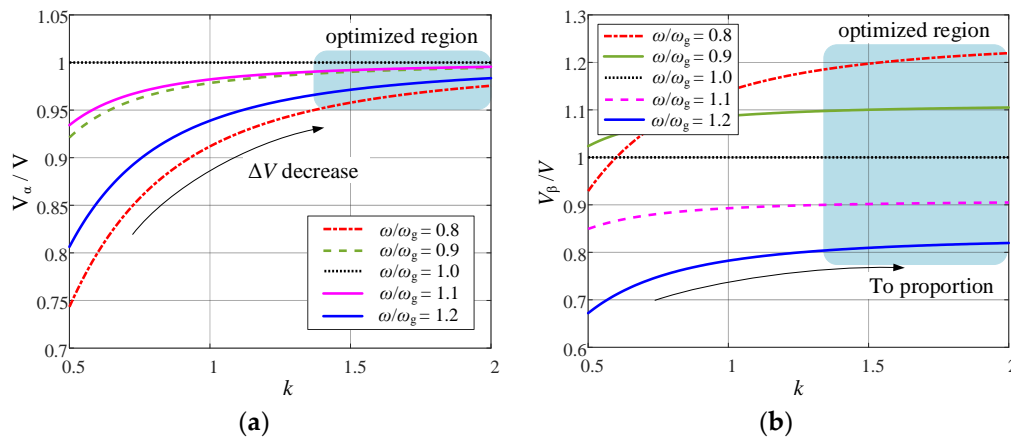 1.05
1
0.95
0.9
0.85
0.8
0.75
0.7
0.5
1
1.5
2
V_α / V
k
optimized region
ΔV decrease
ω/ω_g = 0.8
ω/ω_g = 0.9
ω/ω_g = 1.0
ω/ω_g = 1.1
ω/ω_g = 1.2
(a)
1.3
1.2
1.1
1
0.9
0.8
0.7
0.6
0.5
1
1.5
2
V_β/V
k
ω/ω_g = 0.8
ω/ω_g = 0.9
ω/ω_g = 1.0
ω/ω_g = 1.1
ω/ω_g = 1.2
optimized region
To proportion
(b)